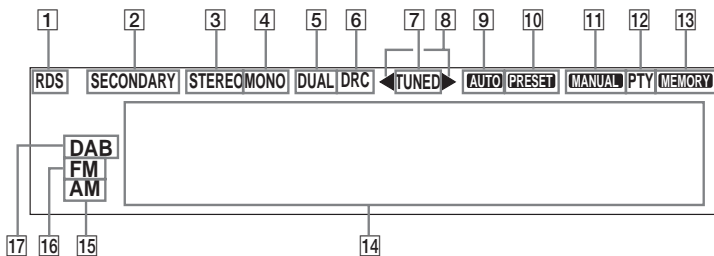 1 2 3 4 5 6 7 8 9 10 11 12 13
RDS SECONDARY STEREO MONO DUAL DRC TUNED AUTO PRESET MANUAL PTY MEMORY
DAB
FM
AM
17 16 15 14